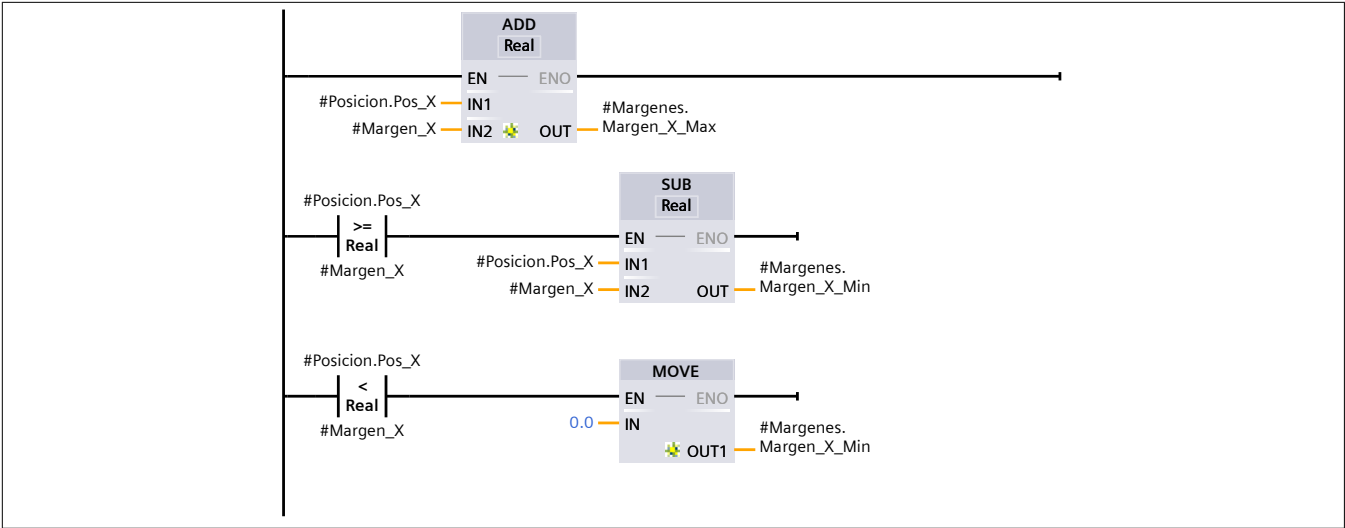 ADD
Real
EN
ENO
#Posicion.Pos_X
IN1
#Margen_X
IN2
OUT
#Margenes.
Margen_X_Max
#Posicion.Pos_X
>=
Real
#Margen_X
SUB
Real
EN
ENO
#Posicion.Pos_X
IN1
#Margen_X
IN2
OUT
#Margenes.
Margen_X_Min
#Posicion.Pos_X
<
Real
#Margen_X
MOVE
EN
ENO
0.0
IN
OUT1
#Margenes.
Margen_X_Min